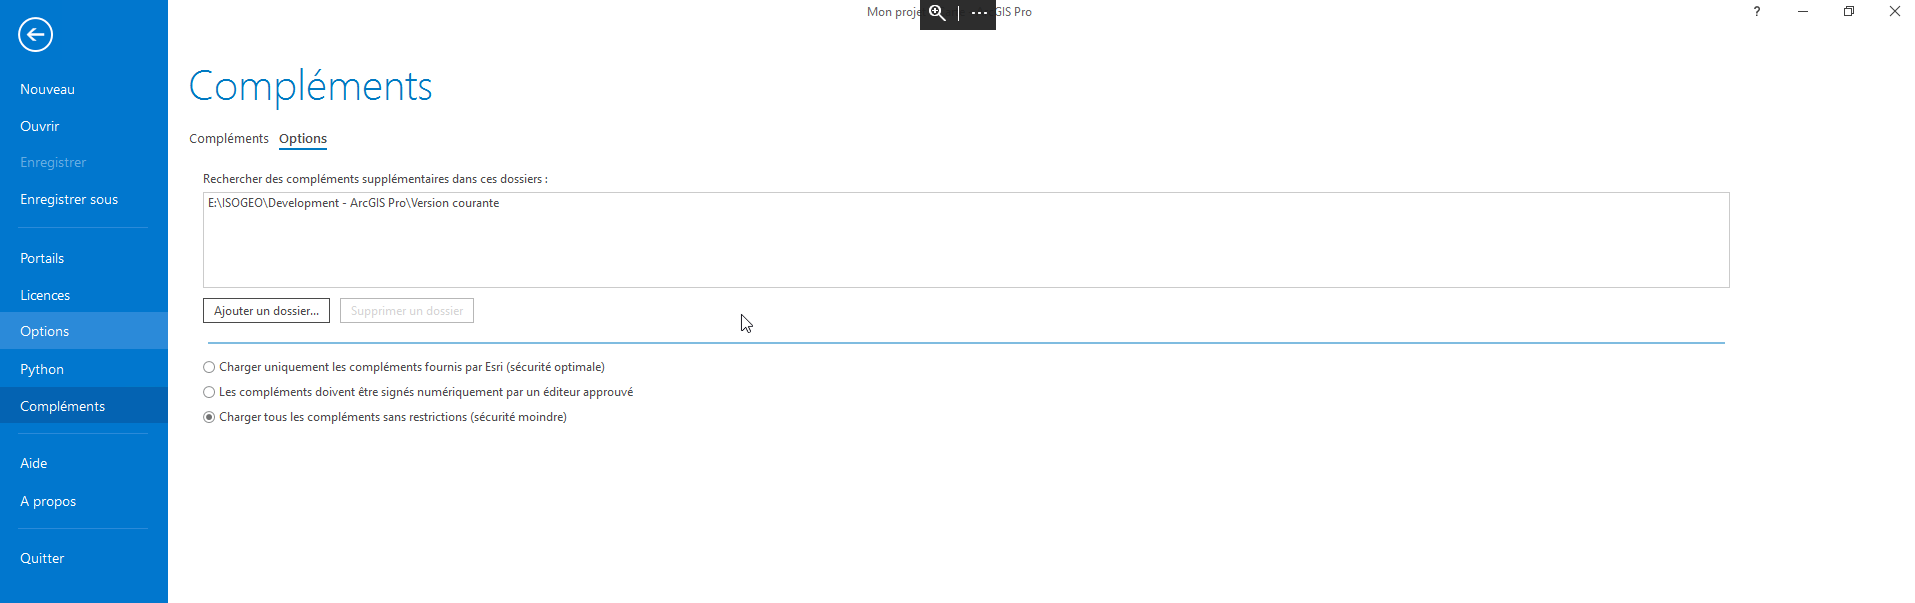 Mon proje GIS Pro
?
Compléments
Nouveau
Ouvrir
Enregistrer
Enregistrer sous
Portails
Licences
Options
Python
Compléments
Aide
A propos
Quitter
Compléments Options
Rechercher des compléments supplémentaires dans ces dossiers :
E:\ISOGEO\Development - ArcGIS Pro\Version courante
Ajouter un dossier... Supprimer un dossier
Charger uniquement les compléments fournis par Esri (sécurité optimale)
Les compléments doivent être signés numériquement par un éditeur approuvé
Charger tous les compléments sans restrictions (sécurité moindre)